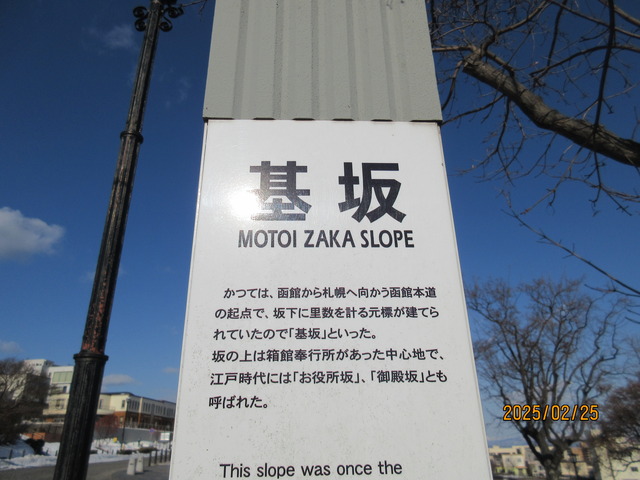 基坂
MOTOI ZAKA SLOPE
かつては、函館から札幌へ向かう函館本道
の起点で、坂下に里数を計る元標が建てら
れていたので「基坂」といった。
坂の上は箱館奉行所があった中心地で、
江戸時代には「お役所坂」、「御殿坂」とも
呼ばれた。
This slope was once the
2025/02/25